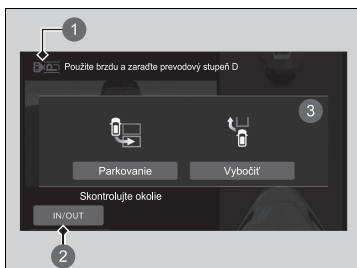 1
Použite brzdu a zaraďte prevodový stupeň D
3
Parkovanie
Vybočiť
Skontrolujte okolie
IN/OUT
2